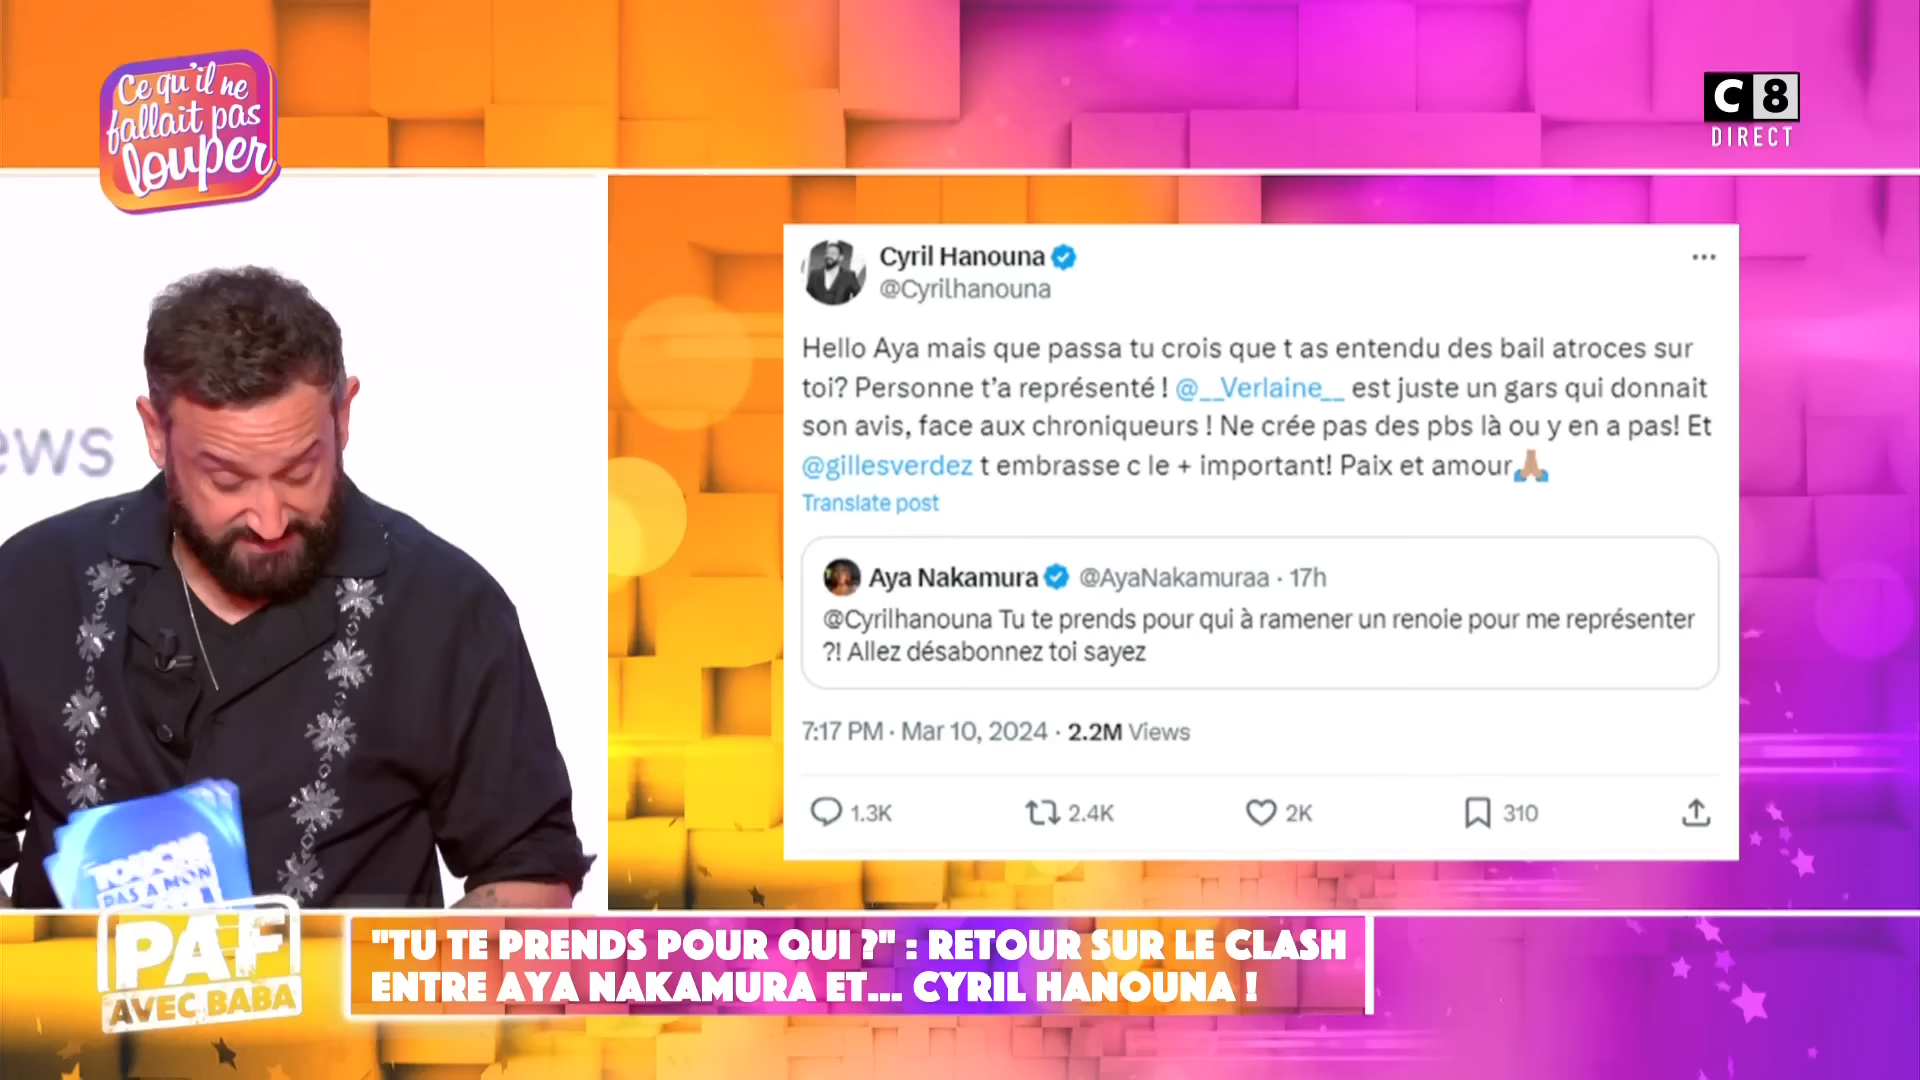 Ce qu'il ne
fallait pas
louper
C8
DIRECT
ews
Cyril Hanouna
@Cyrilhanouna
Hello Aya mais que passa tu crois que t as entendu des bail atroces sur
toi? Personne t’a représenté ! @__Verlaine__ est juste un gars qui donnait
son avis, face aux chroniqueurs ! Ne crée pas des pbs là ou y en a pas! Et
@gillesverdez t embrasse c le + important! Paix et amour🙏🏽
Translate post
Aya Nakamura @AyaNakamuraa · 17h
@Cyrilhanouna Tu te prends pour qui à ramener un renoie pour me représenter
?! Allez désabonnez toi sayez
7:17 PM · Mar 10, 2024 · 2.2M Views
1.3K 2.4K 2K 310
TOUCHE
PAS À MON
PAF
AVEC BABA
"TU TE PRENDS POUR QUI ?" : RETOUR SUR LE CLASH
ENTRE AYA NAKAMURA ET... CYRIL HANOUNA !